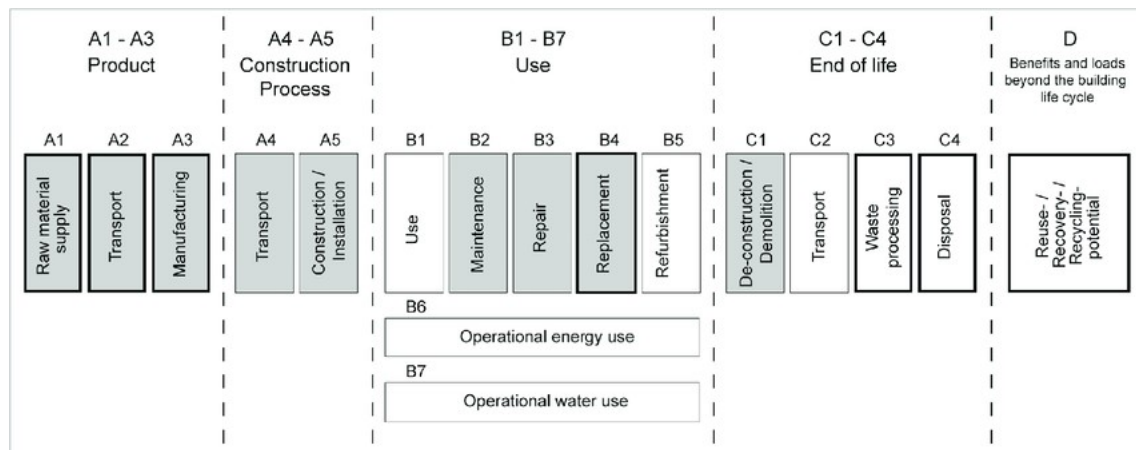 A1 - A3
Product
A4 - A5
Construction
Process
B1 - B7
Use
C1 - C4
End of life
D
Benefits and loads
beyond the building
life cycle
A1
A2
A3
A4
A5
B1
B2
B3
B4
B5
C1
C2
C3
C4
Raw material
supply
Transport
Manufacturing
Transport
Construction /
Installation
Use
Maintenance
Repair
Replacement
Refurbishment
De-construction /
Demolition
Transport
Waste
processing
Disposal
Reuse- /
Recovery- /
Recycling-
potential
B6
Operational energy use
B7
Operational water use